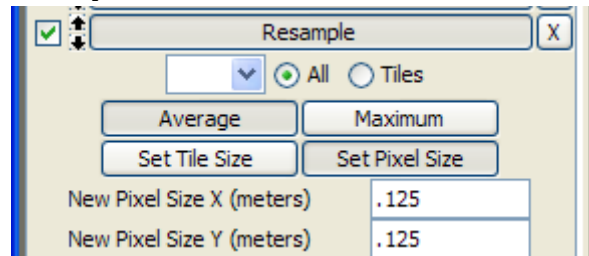 Resample X
All Tiles
Average Maximum
Set Tile Size Set Pixel Size
New Pixel Size X (meters) .125
New Pixel Size Y (meters) .125